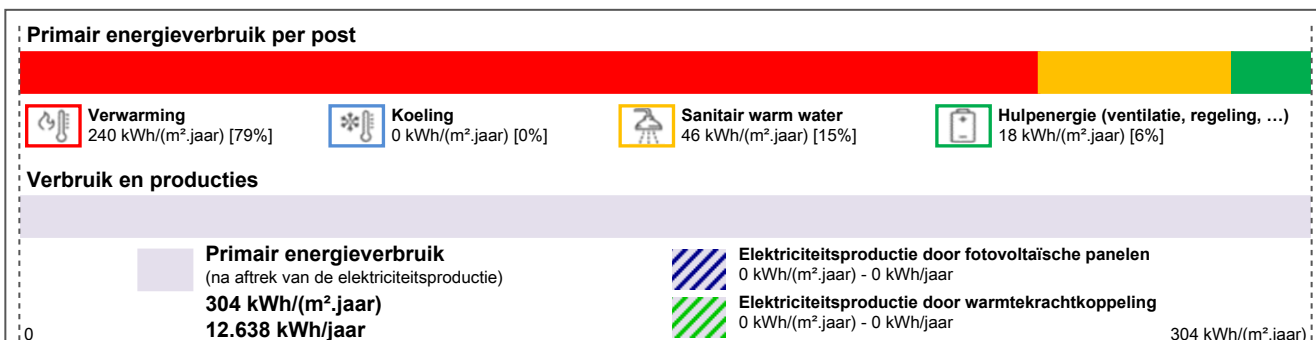 Primair energieverbruik per post
Verwarming
240 kWh/(m².jaar) [79%]
Koeling
0 kWh/(m².jaar) [0%]
Sanitair warm water
46 kWh/(m².jaar) [15%]
Hulpenergie (ventilatie, regeling, …)
18 kWh/(m².jaar) [6%]
Verbruik en producties
Primair energieverbruik
(na aftrek van de elektriciteitsproductie)
304 kWh/(m².jaar)
12.638 kWh/jaar
Elektriciteitsproductie door fotovoltaïsche panelen
0 kWh/(m².jaar) - 0 kWh/jaar
Elektriciteitsproductie door warmtekrachtkoppeling
0 kWh/(m².jaar) - 0 kWh/jaar
0
304 kWh/(m².jaar)